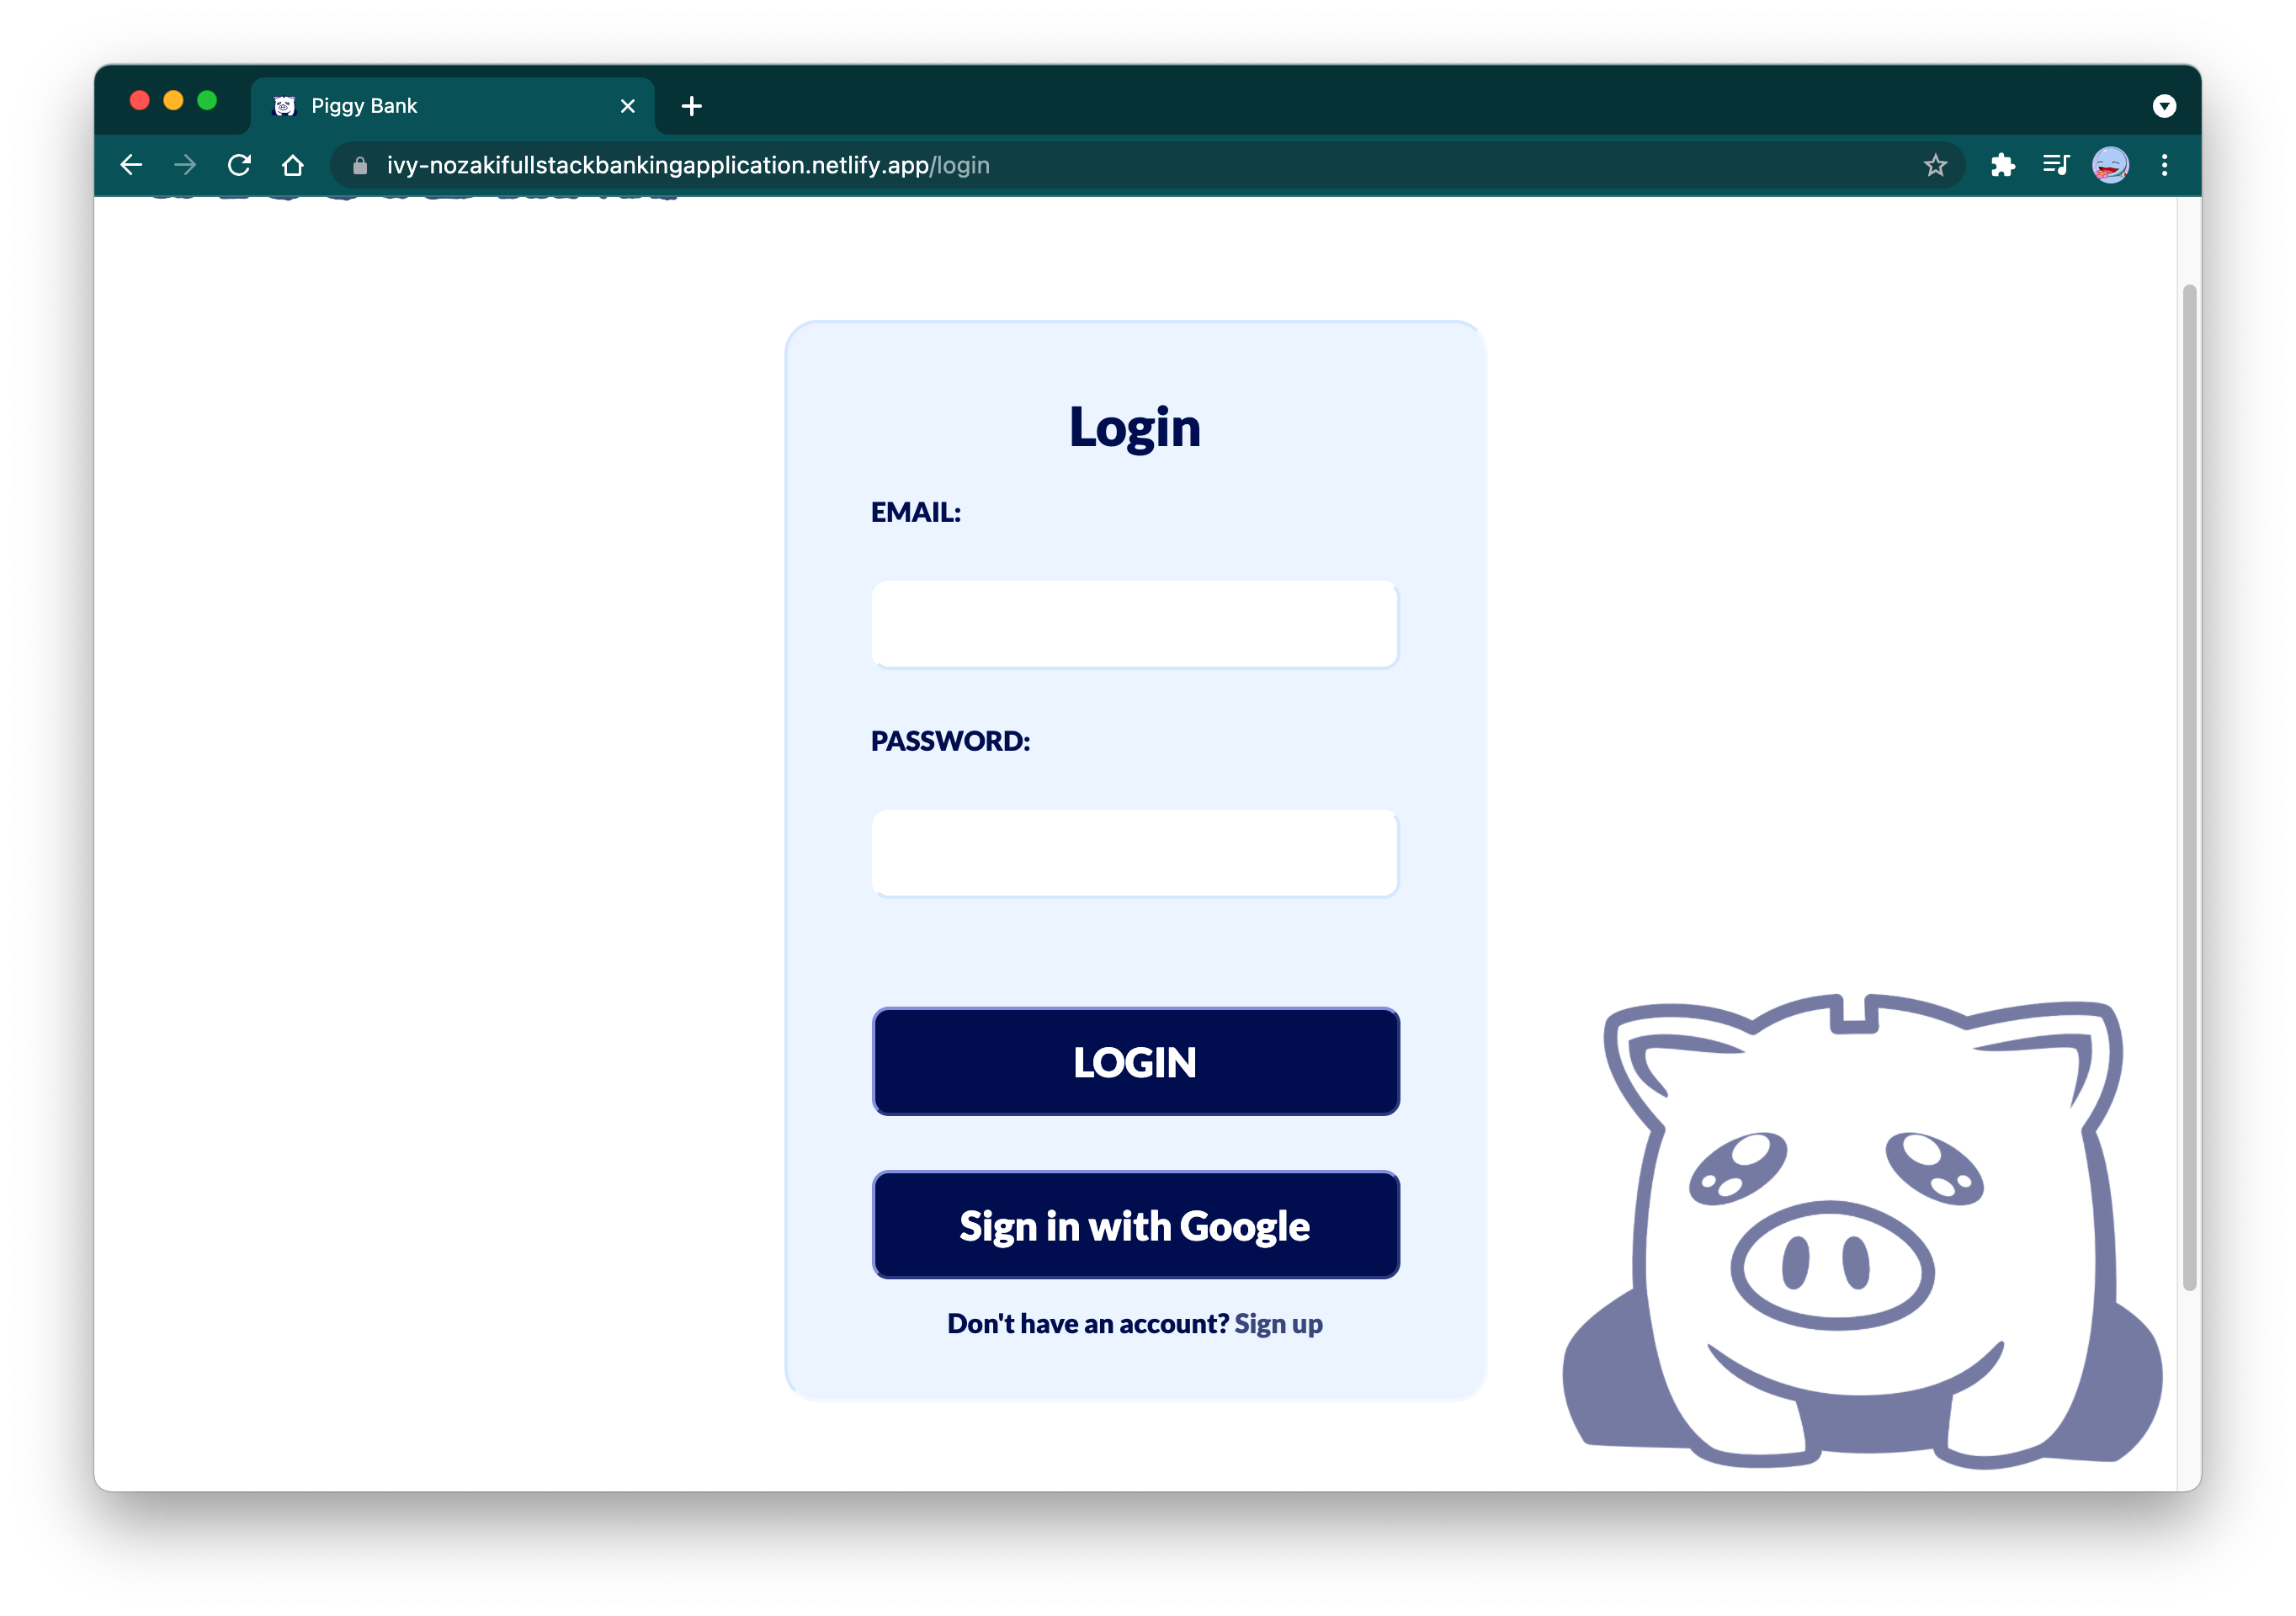 Piggy Bank
ivy-nozakifullstackbankingapplication.netlify.app/login
Login
EMAIL:
PASSWORD:
LOGIN
Sign in with Google
Don't have an account? Sign up